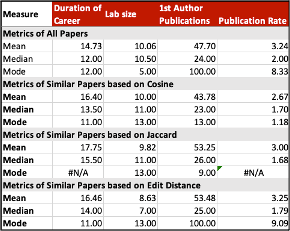 Measure Duration of Career Lab size 1st Author Publications Publication Rate
Metrics of All Papers
Mean 14.73 10.06 47.70 3.24
Median 12.00 10.50 24.00 2.00
Mode 12.00 5.00 100.00 8.33
Metrics of Similar Papers based on Cosine
Mean 16.40 10.00 43.78 2.67
Median 13.50 11.00 23.00 1.70
Mode 11.00 13.00 13.00 1.18
Metrics of Similar Papers based on Jaccard
Mean 17.75 9.82 53.25 3.00
Median 15.50 11.00 26.00 1.68
Mode #N/A 13.00 9.00 #N/A
Metrics of Similar Papers based on Edit Distance
Mean 16.46 8.63 53.48 3.25
Median 14.00 7.00 25.00 1.79
Mode 11.00 13.00 100.00 9.09